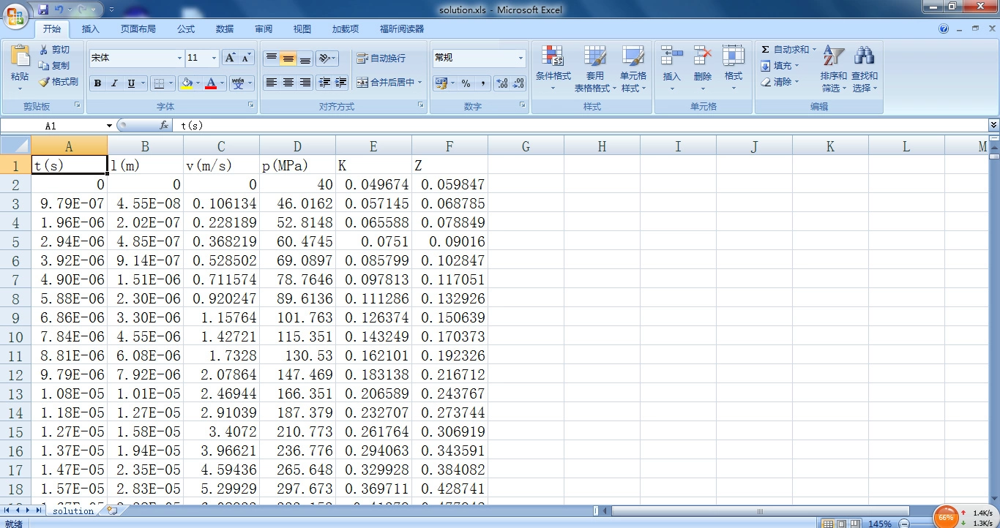 solution.xls - Microsoft Excel
开始 插入 页面布局 公式 数据 审阅 视图 加载项 福昕阅读器
剪切 宋体 11 自动换行 常规 Σ 自动求和
粘贴 复制 条件格式 套用 单元格 插入 删除 格式 填充 排序和 查找和
格式刷 B I U A wén 合并后居中 % , 表格格式 样式 清除 筛选 选择
剪贴板 字体 对齐方式 数字 样式 单元格 编辑
A1 fx t(s)
A B C D E F G H I J K L M
1 t(s) l(m) v(m/s) p(MPa) K Z
2 0 0 0 40 0.049674 0.059847
3 9.79E-07 4.55E-08 0.106134 46.0162 0.057145 0.068785
4 1.96E-06 2.02E-07 0.228189 52.8148 0.065588 0.078849
5 2.94E-06 4.85E-07 0.368219 60.4745 0.0751 0.09016
6 3.92E-06 9.14E-07 0.528502 69.0897 0.085799 0.102847
7 4.90E-06 1.51E-06 0.711574 78.7646 0.097813 0.117051
8 5.88E-06 2.30E-06 0.920247 89.6136 0.111286 0.132926
9 6.86E-06 3.30E-06 1.15764 101.763 0.126374 0.150639
10 7.84E-06 4.55E-06 1.42721 115.351 0.143249 0.170373
11 8.81E-06 6.08E-06 1.7328 130.53 0.162101 0.192326
12 9.79E-06 7.92E-06 2.07864 147.469 0.183138 0.216712
13 1.08E-05 1.01E-05 2.46944 166.351 0.206589 0.243767
14 1.18E-05 1.27E-05 2.91039 187.379 0.232707 0.273744
15 1.27E-05 1.58E-05 3.4072 210.773 0.261764 0.306919
16 1.37E-05 1.94E-05 3.96621 236.776 0.294063 0.343591
17 1.47E-05 2.35E-05 4.59436 265.648 0.329928 0.384082
18 1.57E-05 2.83E-05 5.29929 297.673 0.369711 0.428741
solution
就绪 145% 66% 1.4K/s
1.3K/s